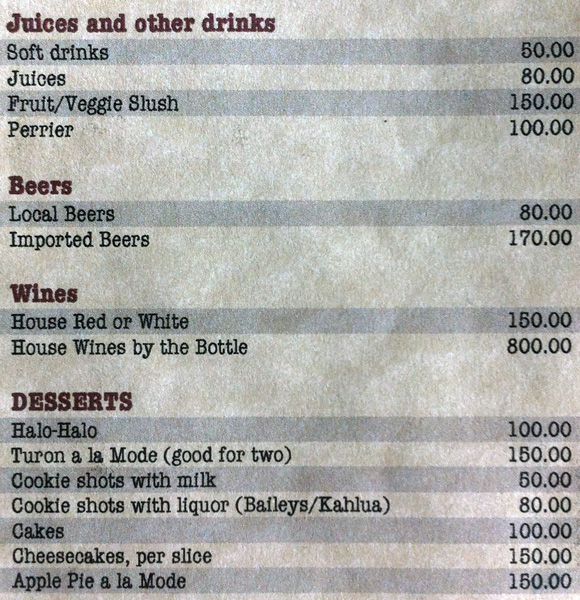 Juices and other drinks
Soft drinks 50.00
Juices 80.00
Fruit/Veggie Slush 150.00
Perrier 100.00
Beers
Local Beers 80.00
Imported Beers 170.00
Wines
House Red or White 150.00
House Wines by the Bottle 800.00
DESSERTS
Halo-Halo 100.00
Turon a la Mode (good for two) 150.00
Cookie shots with milk 50.00
Cookie shots with liquor (Baileys/Kahlua) 80.00
Cakes 100.00
Cheesecakes, per slice 150.00
Apple Pie a la Mode 150.00